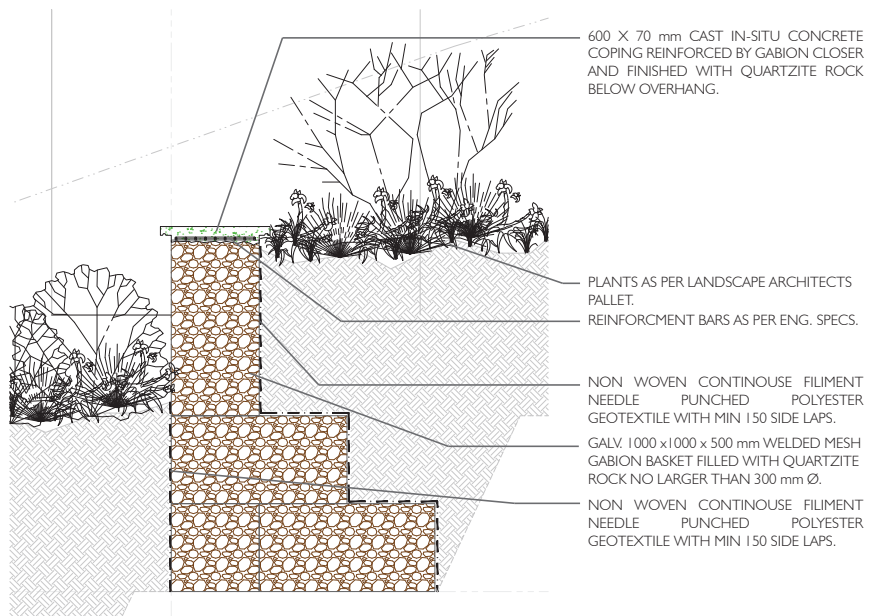 600 X 70 mm CAST IN-SITU CONCRETE
COPING REINFORCED BY GABION CLOSER
AND FINISHED WITH QUARTZITE ROCK
BELOW OVERHANG.
PLANTS AS PER LANDSCAPE ARCHITECTS
PALLET.
REINFORCMENT BARS AS PER ENG. SPECS.
NON WOVEN CONTINOUSE FILIMENT
NEEDLE PUNCHED POLYESTER
GEOTEXTILE WITH MIN 150 SIDE LAPS.
GALV. 1000 x1000 x 500 mm WELDED MESH
GABION BASKET FILLED WITH QUARTZITE
ROCK NO LARGER THAN 300 mm Ø.
NON WOVEN CONTINOUSE FILIMENT
NEEDLE PUNCHED POLYESTER
GEOTEXTILE WITH MIN 150 SIDE LAPS.